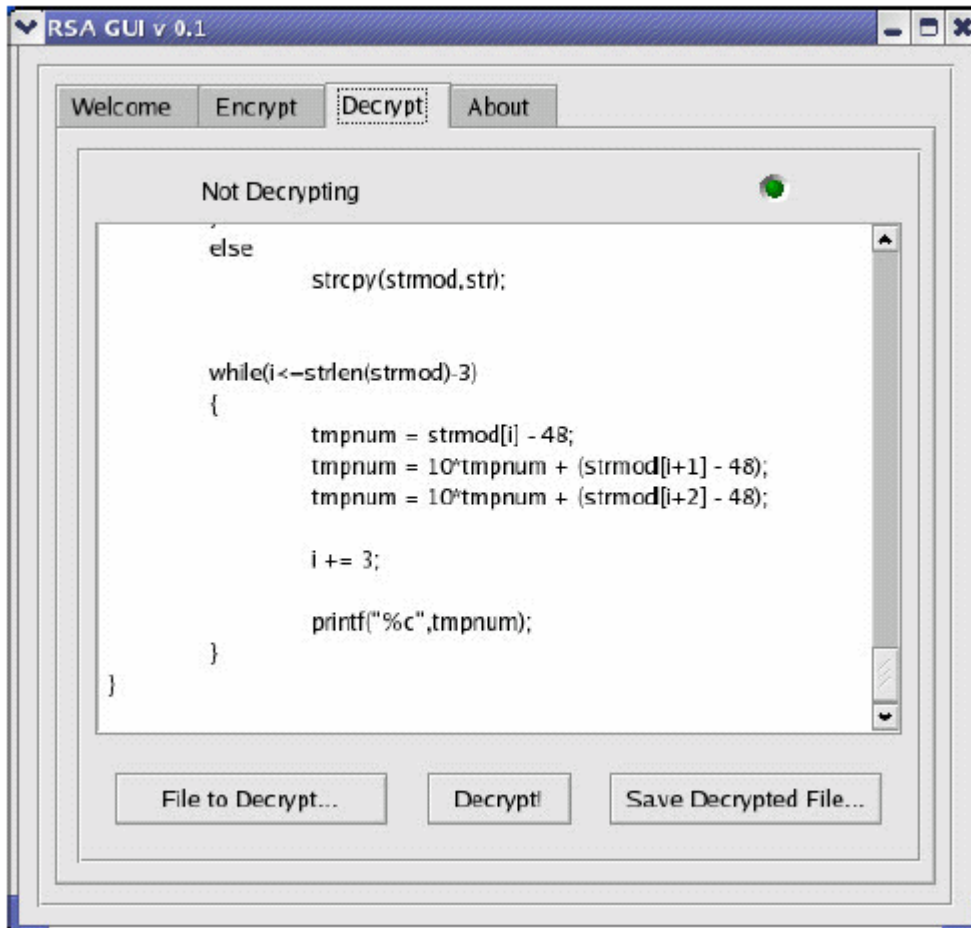 RSA GUI v 0.1
Welcome Encrypt Decrypt About
Not Decrypting
else
strcpy(strmod,str);
while(i<=strlen(strmod)-3)
{
tmpnum = strmod[i] - 48;
tmpnum = 10*tmpnum + (strmod[i+1] - 48);
tmpnum = 10*tmpnum + (strmod[i+2] - 48);
i += 3;
printf("%c",tmpnum);
}
}
File to Decrypt... Decrypt! Save Decrypted File...